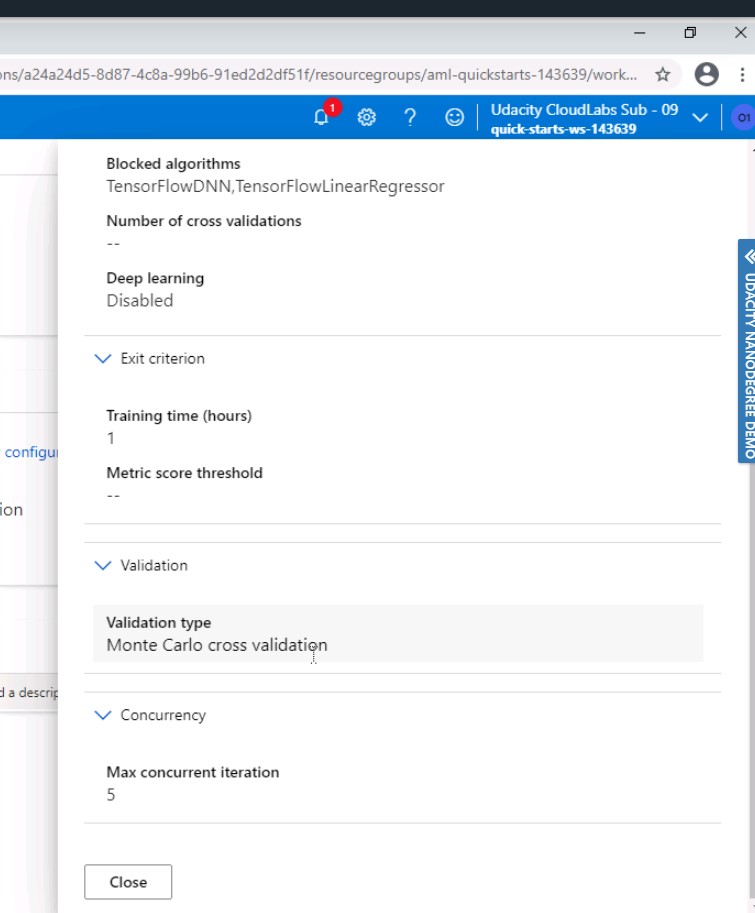 ons/a24a24d5-8d87-4c8a-99b6-91ed2d2df51f/resourcegroups/aml-quickstarts-143639/work...
1
?
Udacity CloudLabs Sub - 09
quick-starts-ws-143639
O1
Blocked algorithms
TensorFlowDNN,TensorFlowLinearRegressor
Number of cross validations
--
Deep learning
Disabled
Exit criterion
Training time (hours)
1
Metric score threshold
--
Validation
Validation type
Monte Carlo cross validation
Concurrency
Max concurrent iteration
5
Close
configu
ion
d a descrip
UDACITY NANODEGREE DEMO